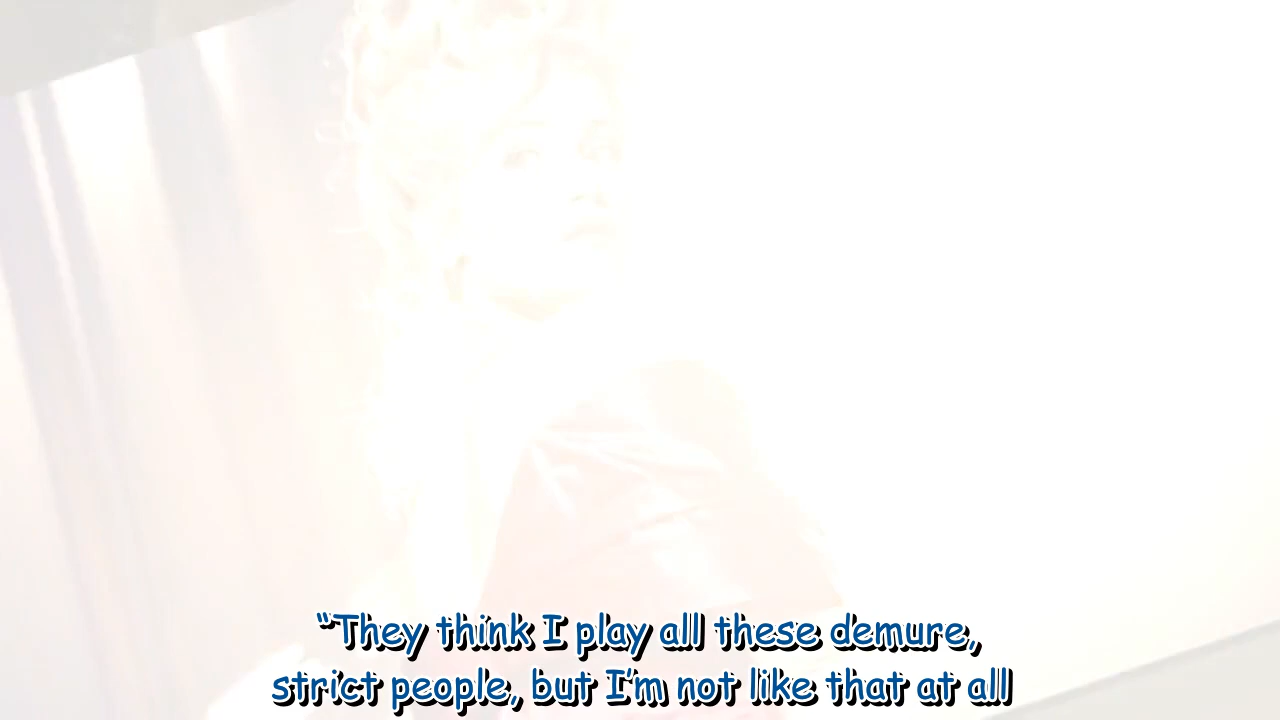 “They think I play all these demure,
strict people, but I’m not like that at all